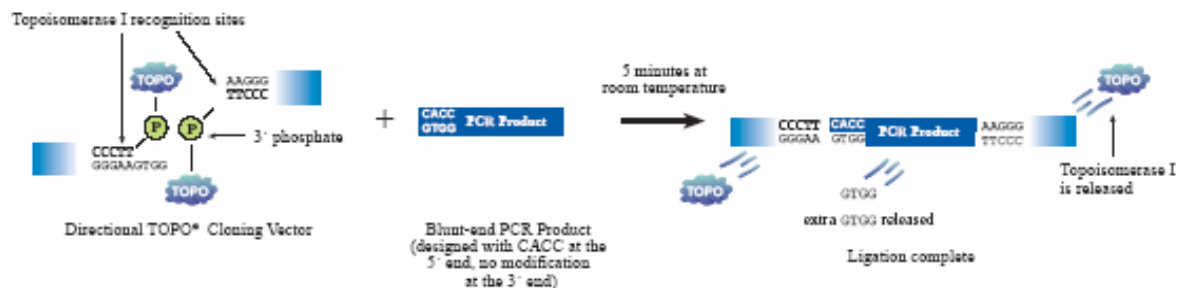 Topoisomerase I recognition sites
TOPO
AAGGG
TTCCC
P
P
3´ phosphate
CCCTT
GGGAAGTGG
TOPO
Directional TOPO® Cloning Vector
+
CACC
GTGG
PCR Product
Blunt-end PCR Product
(designed with CACC at the
5´ end, no modification
at the 3´ end)
5 minutes at
room temperature
TOPO
CCCTT
GGGAA
CACC
GTGG
PCR Product
AAGGG
TTCCC
TOPO
GTGG
extra GTGG released
Topoisomerase I
is released
Ligation complete